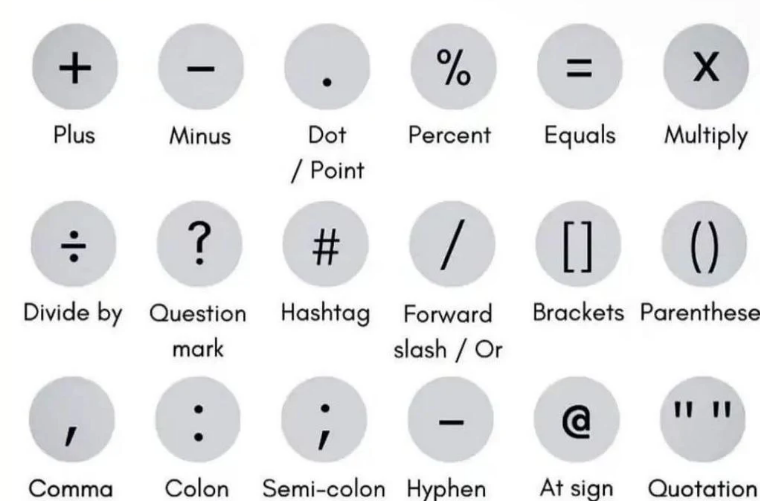 + − . % = x
Plus Minus Dot Percent Equals Multiply
/ Point
÷ ? # / [] ()
Divide by Question Hashtag Forward Brackets Parenthese
mark slash / Or
, : ; − @ " "
Comma Colon Semi-colon Hyphen At sign Quotation